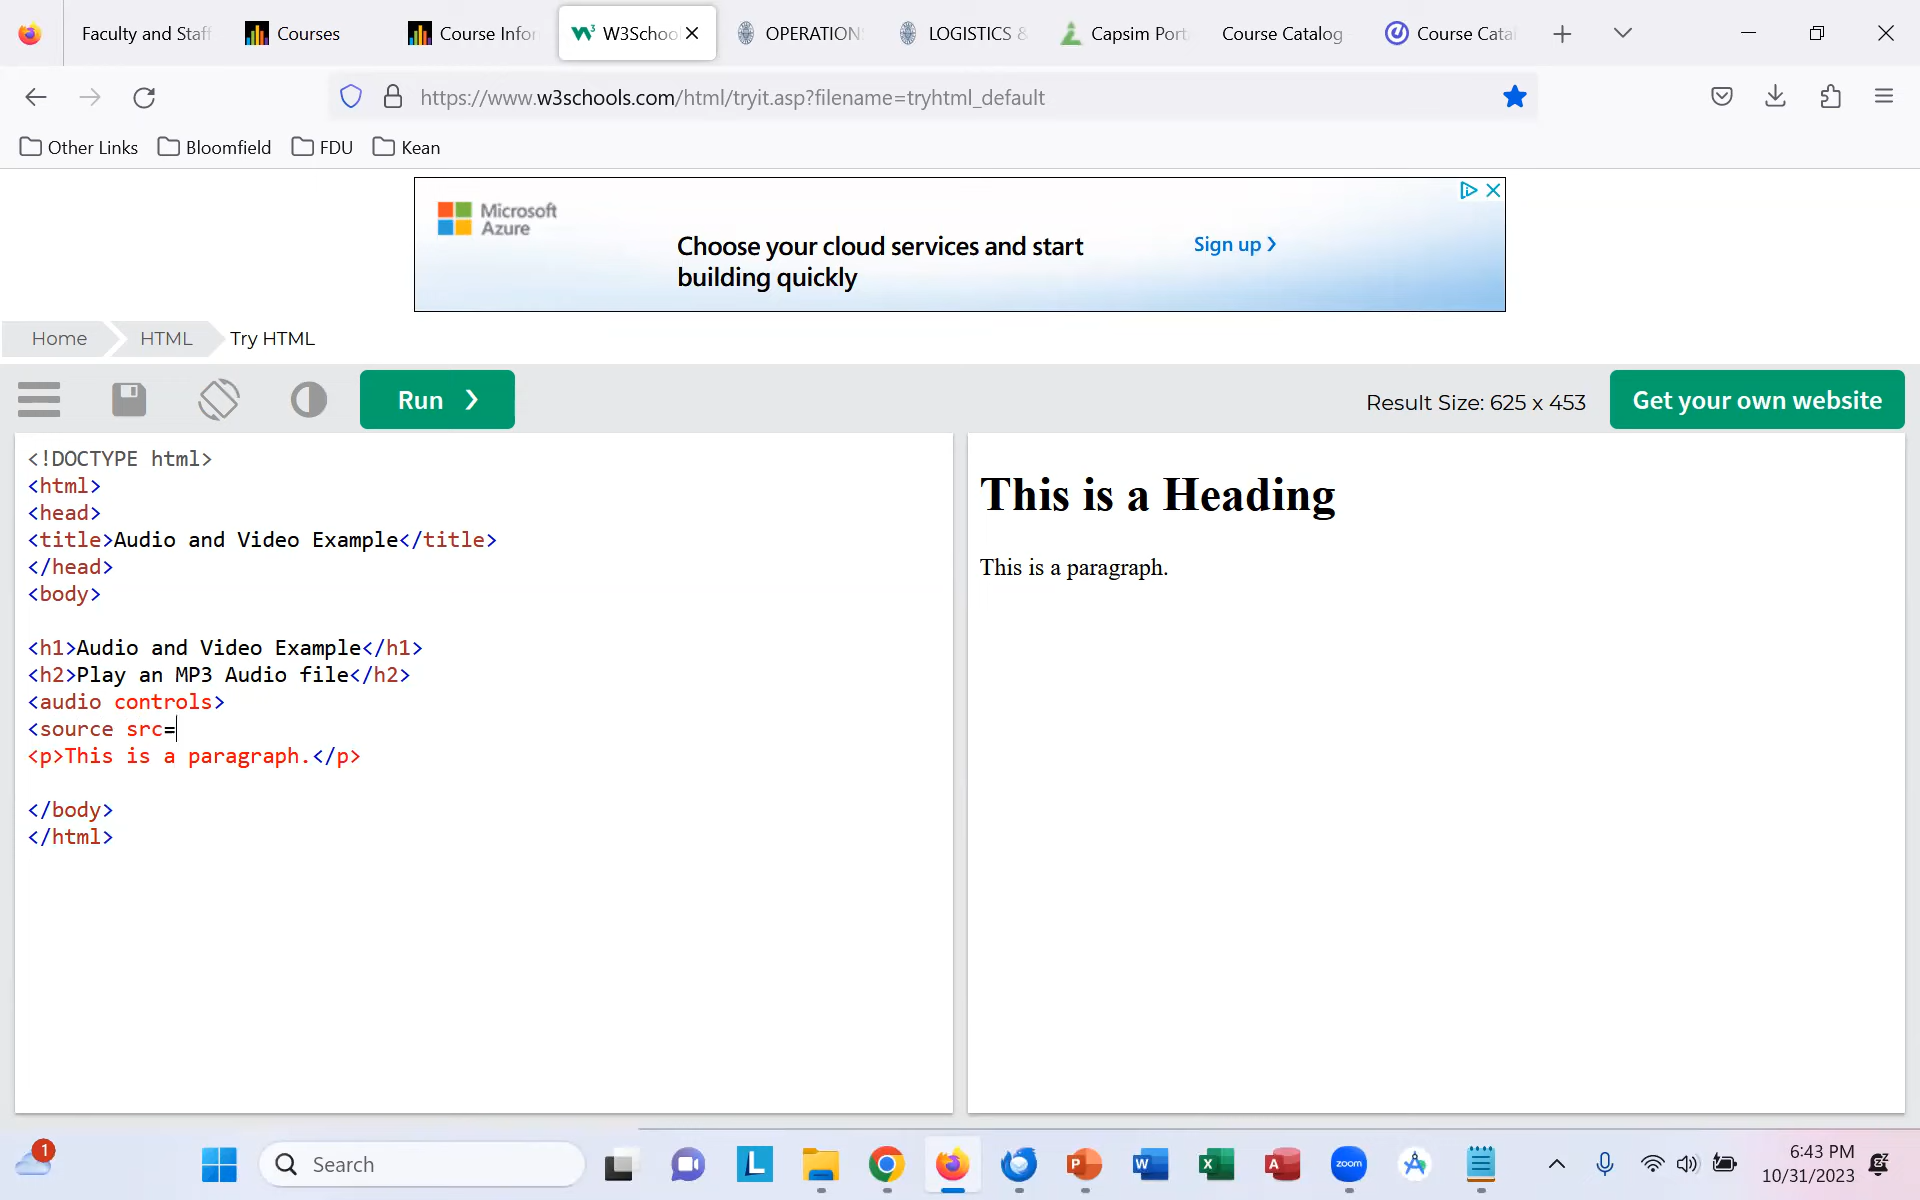 Faculty and Staff
Courses
Course Infor
W3Schoo
OPERATION
LOGISTICS &
Capsim Port
Course Catalog
Course Cata
https://www.w3schools.com/html/tryit.asp?filename=tryhtml_default
Other Links
Bloomfield
FDU
Kean
Microsoft
Azure
Choose your cloud services and start
building quickly
Sign up ❯
Home
HTML
Try HTML
Run ❯
Result Size: 625 x 453
Get your own website
<!DOCTYPE html>
<html>
<head>
<title>Audio and Video Example</title>
</head>
<body>
<h1>Audio and Video Example</h1>
<h2>Play an MP3 Audio file</h2>
<audio controls>
<source src=
<p>This is a paragraph.</p>
</body>
</html>
This is a Heading
This is a paragraph.
1
Search
L
P
W
X
A
zoom
6:43 PM
10/31/2023